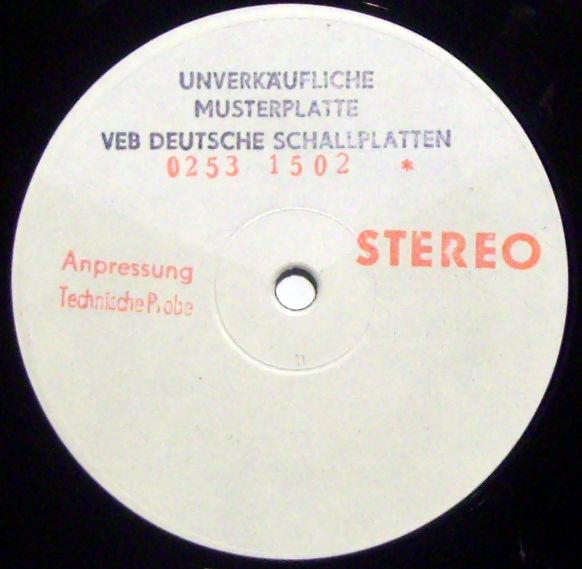 UNVERKÄUFLICHE
MUSTERPLATTE
VEB DEUTSCHE SCHALLPLATTEN
0253 1502 *
STEREO
Anpressung
Technische Probe